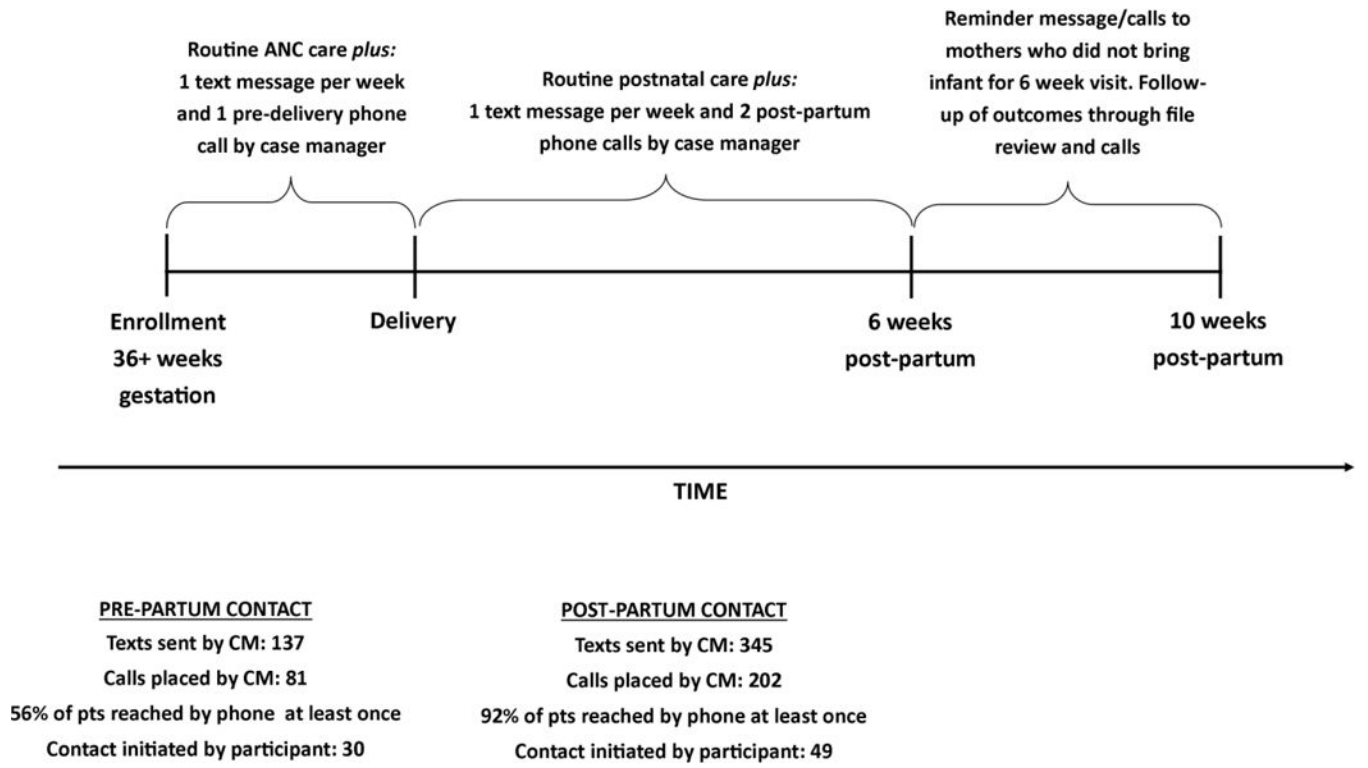 Routine ANC care plus:
1 text message per week
and 1 pre-delivery phone
call by case manager
Routine postnatal care plus:
1 text message per week and 2 post-partum
phone calls by case manager
Reminder message/calls to
mothers who did not bring
infant for 6 week visit. Follow-
up of outcomes through file
review and calls
Enrollment
36+ weeks
gestation
Delivery
6 weeks
post-partum
10 weeks
post-partum
TIME
PRE-PARTUM CONTACT
Texts sent by CM: 137
Calls placed by CM: 81
56% of pts reached by phone at least once
Contact initiated by participant: 30
POST-PARTUM CONTACT
Texts sent by CM: 345
Calls placed by CM: 202
92% of pts reached by phone at least once
Contact initiated by participant: 49